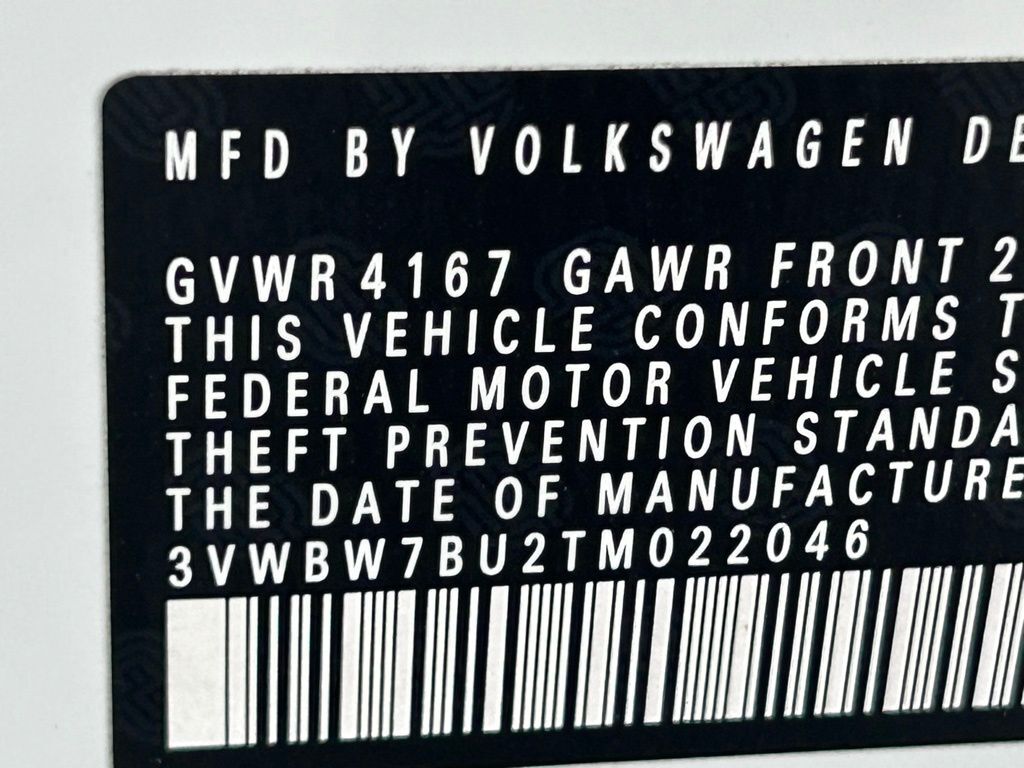 MFD BY VOLKSWAGEN DE
GVWR 4167 GAWR FRONT 2
THIS VEHICLE CONFORMS T
FEDERAL MOTOR VEHICLE S
THEFT PREVENTION STANDA
THE DATE OF MANUFACTURE
3VWBW7BU2TM022046